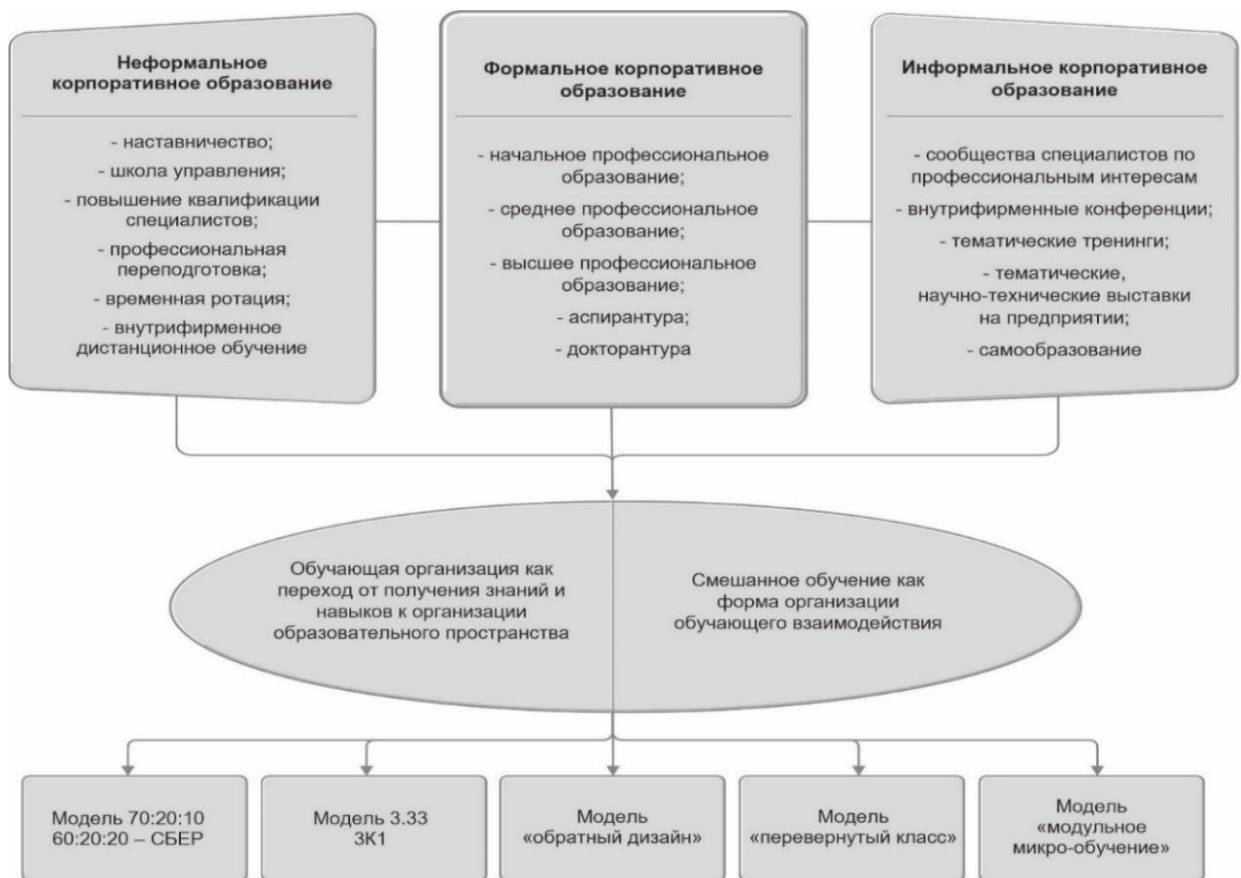 Неформальное
корпоративное образование
- наставничество;
- школа управления;
- повышение квалификации
специалистов;
- профессиональная
переподготовка;
- временная ротация;
- внутрифирменное
дистанционное обучение
Формальное корпоративное
образование
- начальное профессиональное
образование;
- среднее профессиональное
образование;
- высшее профессиональное
образование;
- аспирантура;
- докторантура
Информальное корпоративное
образование
- сообщества специалистов по
профессиональным интересам
- внутрифирменные конференции;
- тематические тренинги;
- тематические,
научно-технические выставки
на предприятии;
- самообразование
Обучающая организация как
переход от получения знаний и
навыков к организации
образовательного пространства
Смешанное обучение как
форма организации
обучающего взаимодействия
Модель 70:20:10
60:20:20 – СБЕР
Модель 3.33
3К1
Модель
«обратный дизайн»
Модель
«перевернутый класс»
Модель
«модульное
микро-обучение»